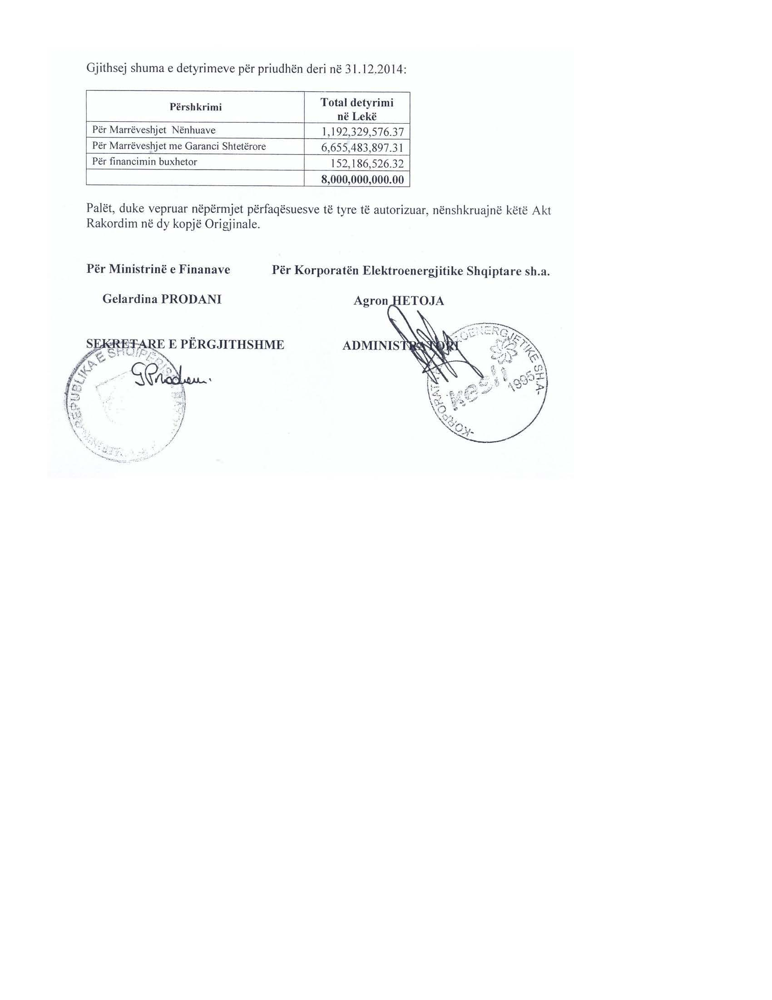 Gjithsej shuma e detyrimeve për priudhën deri në 31.12.2014:
Përshkrimi
Total detyrimi
në Lekë
Për Marrëveshjet Nënhuave
1,192,329,576.37
Për Marrëveshjet me Garanci Shtetërore
6,655,483,897.31
Për financimin buxhetor
152,186,526.32
8,000,000,000.00
Palët, duke vepruar nëpërmjet përfaqësuesve të tyre të autorizuar, nënshkruajnë këtë Akt
Rakordim në dy kopjë Origjinale.
Për Ministrinë e Finanave
Për Korporatën Elektroenergjitike Shqiptare sh.a.
Gelardina PRODANI
Agron HETOJA
SEKRETARE E PËRGJITHSHME
ADMINISTRATORI
REPUBLIKA E SHQIPËRISË
GProdani.
KORPORATA
SH.A-
kesh
1995